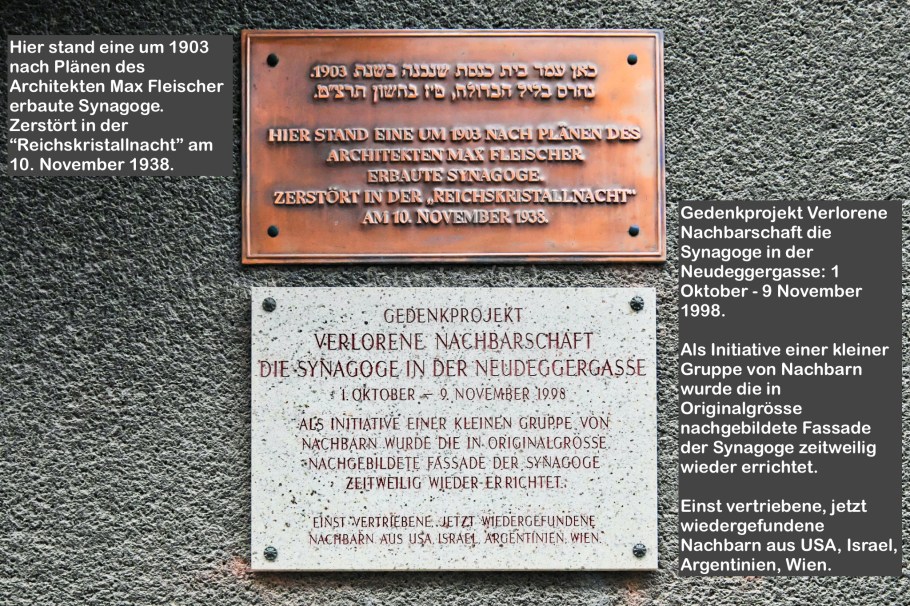 Hier stand eine um 1903
nach Plänen des
Architekten Max Fleischer
erbaute Synagoge.
Zerstört in der
“Reichskristallnacht” am
10. November 1938.
כאן עמד בית כנסת שנבנה בשנת 1903.
נהרס בליל הבדולח, ט״ז בחשון תרצ״ט.
HIER STAND EINE UM 1903 NACH PLÄNEN DES
ARCHITEKTEN MAX FLEISCHER
ERBAUTE SYNAGOGE.
ZERSTÖRT IN DER „REICHSKRISTALLNACHT“
AM 10. NOVEMBER 1938.
GEDENKPROJEKT
VERLORENE NACHBARSCHAFT
DIE SYNAGOGE IN DER NEUDEGGERGASSE
1. OKTOBER – 9. NOVEMBER 1998
ALS INITIATIVE EINER KLEINEN GRUPPE VON
NACHBARN WURDE DIE IN ORIGINALGRÖSSE
NACHGEBILDETE FASSADE DER SYNAGOGE
ZEITWEILIG WIEDER ERRICHTET.
EINST VERTRIEBENE, JETZT WIEDERGEFUNDENE
NACHBARN AUS USA, ISRAEL, ARGENTINIEN, WIEN.
Gedenkprojekt Verlorene
Nachbarschaft die
Synagoge in der
Neudeggergasse: 1
Oktober - 9 November
1998.
Als Initiative einer kleiner
Gruppe von Nachbarn
wurde die in
Originalgrösse
nachgebildete Fassade
der Synagoge zeitweilig
wieder errichtet.
Einst vertriebene, jetzt
wiedergefundene
Nachbarn aus USA, Israel,
Argentinien, Wien.